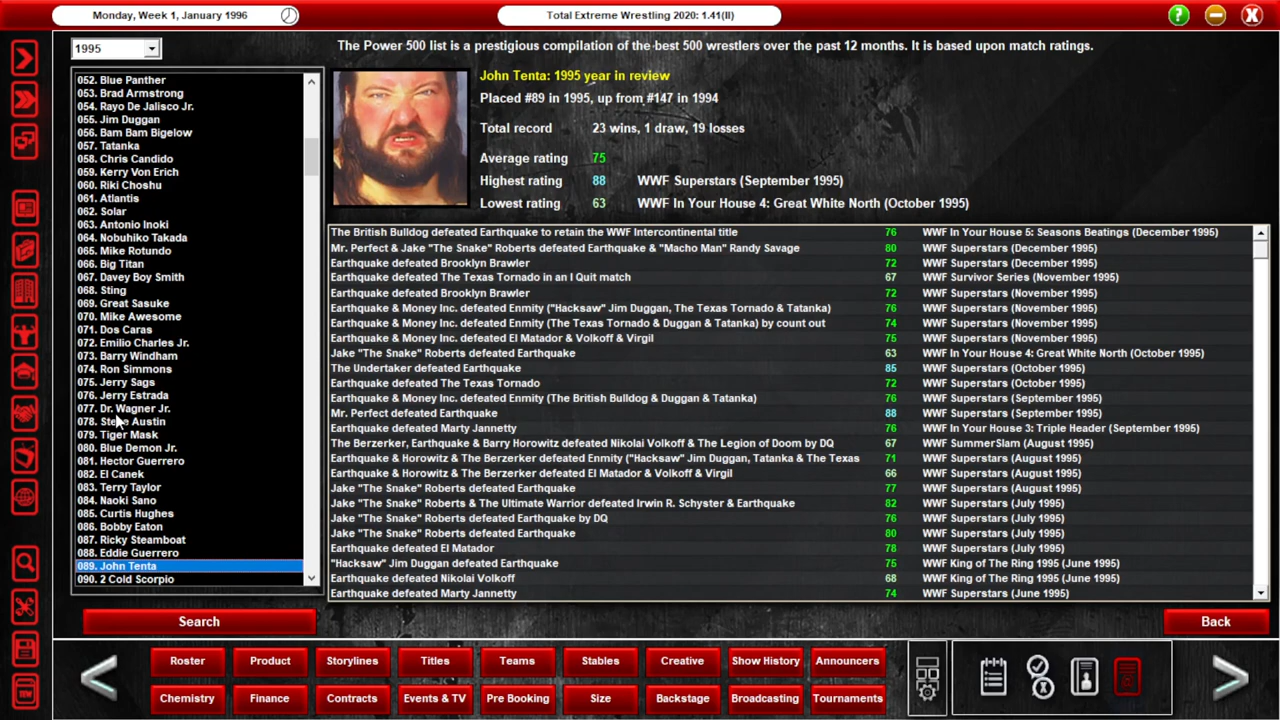 Monday, Week 1, January 1996
Total Extreme Wrestling 2020: 1.41(II)
1995
The Power 500 list is a prestigious compilation of the best 500 wrestlers over the past 12 months. It is based upon match ratings.
052. Blue Panther
053. Brad Armstrong
054. Rayo De Jalisco Jr.
055. Jim Duggan
056. Bam Bam Bigelow
057. Tatanka
058. Chris Candido
059. Kerry Von Erich
060. Riki Choshu
061. Atlantis
062. Solar
063. Antonio Inoki
064. Nobuhiko Takada
065. Mike Rotundo
066. Big Titan
067. Davey Boy Smith
068. Sting
069. Great Sasuke
070. Mike Awesome
071. Dos Caras
072. Emilio Charles Jr.
073. Barry Windham
074. Ron Simmons
075. Jerry Sags
076. Jerry Estrada
077. Dr. Wagner Jr.
078. Steve Austin
079. Tiger Mask
080. Blue Demon Jr.
081. Hector Guerrero
082. El Canek
083. Terry Taylor
084. Naoki Sano
085. Curtis Hughes
086. Bobby Eaton
087. Ricky Steamboat
088. Eddie Guerrero
089. John Tenta
090. 2 Cold Scorpio
John Tenta: 1995 year in review
Placed #89 in 1995, up from #147 in 1994
Total record 23 wins, 1 draw, 19 losses
Average rating 75
Highest rating 88 WWF Superstars (September 1995)
Lowest rating 63 WWF In Your House 4: Great White North (October 1995)
The British Bulldog defeated Earthquake to retain the WWF Intercontinental title 76 WWF In Your House 5: Seasons Beatings (December 1995)
Mr. Perfect & Jake "The Snake" Roberts defeated Earthquake & "Macho Man" Randy Savage 80 WWF Superstars (December 1995)
Earthquake defeated Brooklyn Brawler 72 WWF Superstars (December 1995)
Earthquake defeated The Texas Tornado in an I Quit match 67 WWF Survivor Series (November 1995)
Earthquake defeated Brooklyn Brawler 72 WWF Superstars (November 1995)
Earthquake & Money Inc. defeated Enmity ("Hacksaw" Jim Duggan, The Texas Tornado & Tatanka) 76 WWF Superstars (November 1995)
Earthquake & Money Inc. defeated Enmity (The Texas Tornado & Duggan & Tatanka) by count out 74 WWF Superstars (November 1995)
Earthquake & Money Inc. defeated El Matador & Volkoff & Virgil 75 WWF Superstars (November 1995)
Jake "The Snake" Roberts defeated Earthquake 63 WWF In Your House 4: Great White North (October 1995)
The Undertaker defeated Earthquake 85 WWF Superstars (October 1995)
Earthquake defeated The Texas Tornado 72 WWF Superstars (October 1995)
Earthquake & Money Inc. defeated Enmity (The British Bulldog & Duggan & Tatanka) 76 WWF Superstars (September 1995)
Mr. Perfect defeated Earthquake 88 WWF Superstars (September 1995)
Earthquake defeated Marty Jannetty 76 WWF In Your House 3: Triple Header (September 1995)
The Berzerker, Earthquake & Barry Horowitz defeated Nikolai Volkoff & The Legion of Doom by DQ 67 WWF SummerSlam (August 1995)
Earthquake & Horowitz & The Berzerker defeated Enmity ("Hacksaw" Jim Duggan, Tatanka & The Texas 71 WWF Superstars (August 1995)
Earthquake & Horowitz & The Berzerker defeated El Matador & Volkoff & Virgil 66 WWF Superstars (August 1995)
Jake "The Snake" Roberts defeated Earthquake 77 WWF Superstars (August 1995)
Jake "The Snake" Roberts & The Ultimate Warrior defeated Irwin R. Schyster & Earthquake 82 WWF Superstars (July 1995)
Jake "The Snake" Roberts defeated Earthquake by DQ 76 WWF Superstars (July 1995)
Jake "The Snake" Roberts defeated Earthquake 80 WWF Superstars (July 1995)
Earthquake defeated El Matador 78 WWF Superstars (July 1995)
"Hacksaw" Jim Duggan defeated Earthquake 75 WWF King of The Ring 1995 (June 1995)
Earthquake defeated Nikolai Volkoff 68 WWF King of The Ring 1995 (June 1995)
Earthquake defeated Marty Jannetty 74 WWF Superstars (June 1995)
Search
Back
Roster Product Storylines Titles Teams Stables Creative Show History Announcers
Chemistry Finance Contracts Events & TV Pre Booking Size Backstage Broadcasting Tournaments
TEW